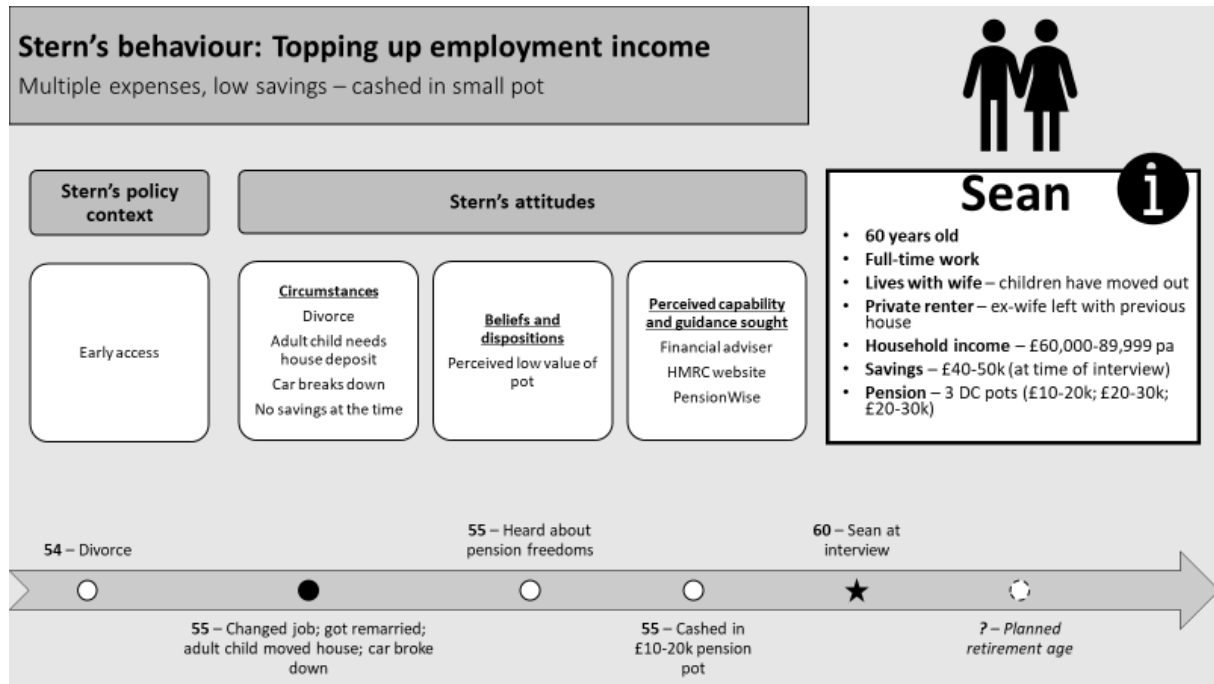 Stern's behaviour: Topping up employment income
Multiple expenses, low savings – cashed in small pot
Stern's policy
context
Stern's attitudes
Early access
Circumstances
Divorce
Adult child needs
house deposit
Car breaks down
No savings at the time
Beliefs and
dispositions
Perceived low value of
pot
Perceived capability
and guidance sought
Financial adviser
HMRC website
PensionWise
i
Sean
• 60 years old
• Full-time work
• Lives with wife – children have moved out
• Private renter – ex-wife left with previous
house
• Household income – £60,000-89,999 pa
• Savings – £40-50k (at time of interview)
• Pension – 3 DC pots (£10-20k; £20-30k;
£20-30k)
54 – Divorce
55 – Changed job; got remarried;
adult child moved house; car broke
down
55 – Heard about
pension freedoms
55 – Cashed in
£10-20k pension
pot
60 – Sean at
interview
? – Planned
retirement age